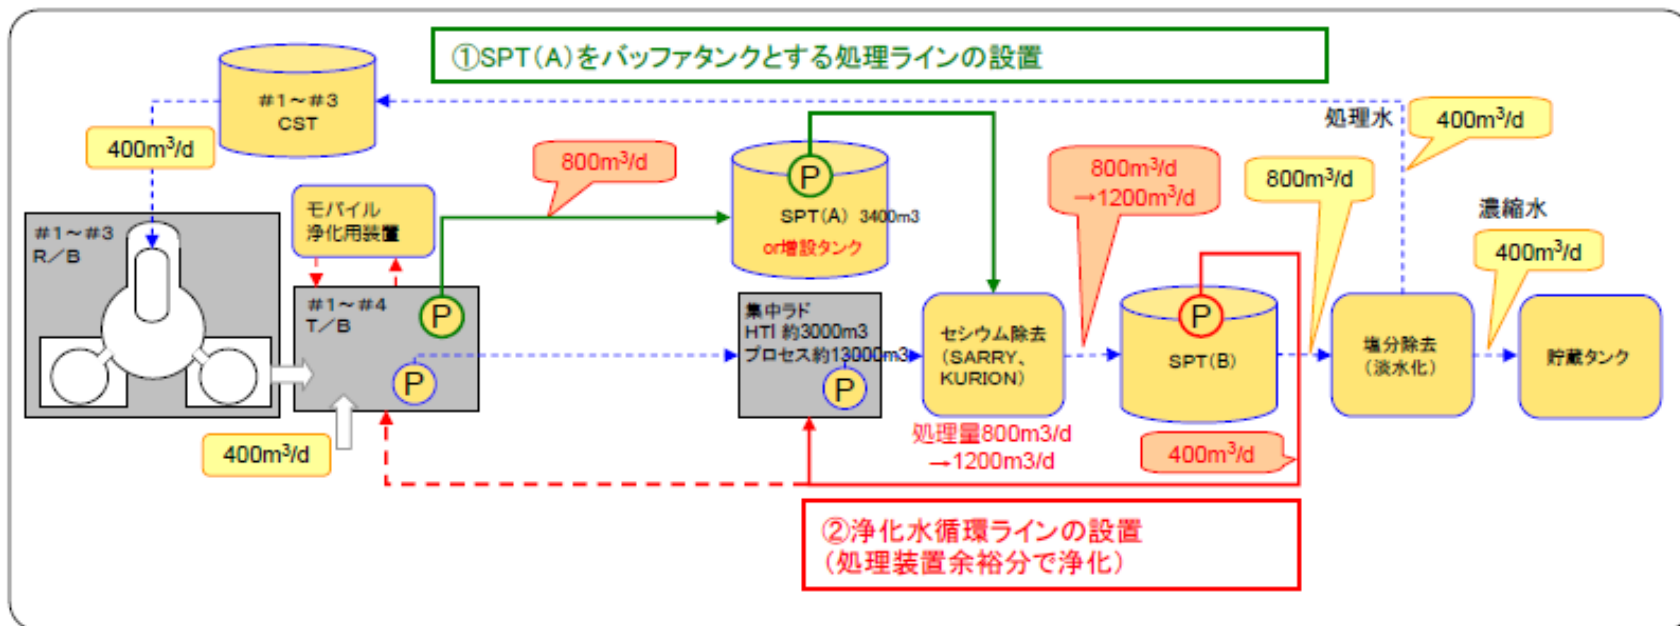 ①SPT(A)をバッファタンクとする処理ラインの設置
#1~#3
CST
400m³/d
処理水
400m³/d
800m³/d
P
SPT(A) 3400m3
or増設タンク
800m³/d
→1200m³/d
800m³/d
濃縮水
400m³/d
モバイル
浄化用装置
#1~#3
R/B
#1~#4
T/B
P
P
集中ラド
HTI 約3000m3
プロセス約13000m3
P
セシウム除去
(SARRY、
KURION)
処理量800m3/d
→1200m3/d
P
SPT(B)
塩分除去
(淡水化)
貯蔵タンク
400m³/d
400m³/d
②浄化水循環ラインの設置
(処理装置余裕分で浄化)